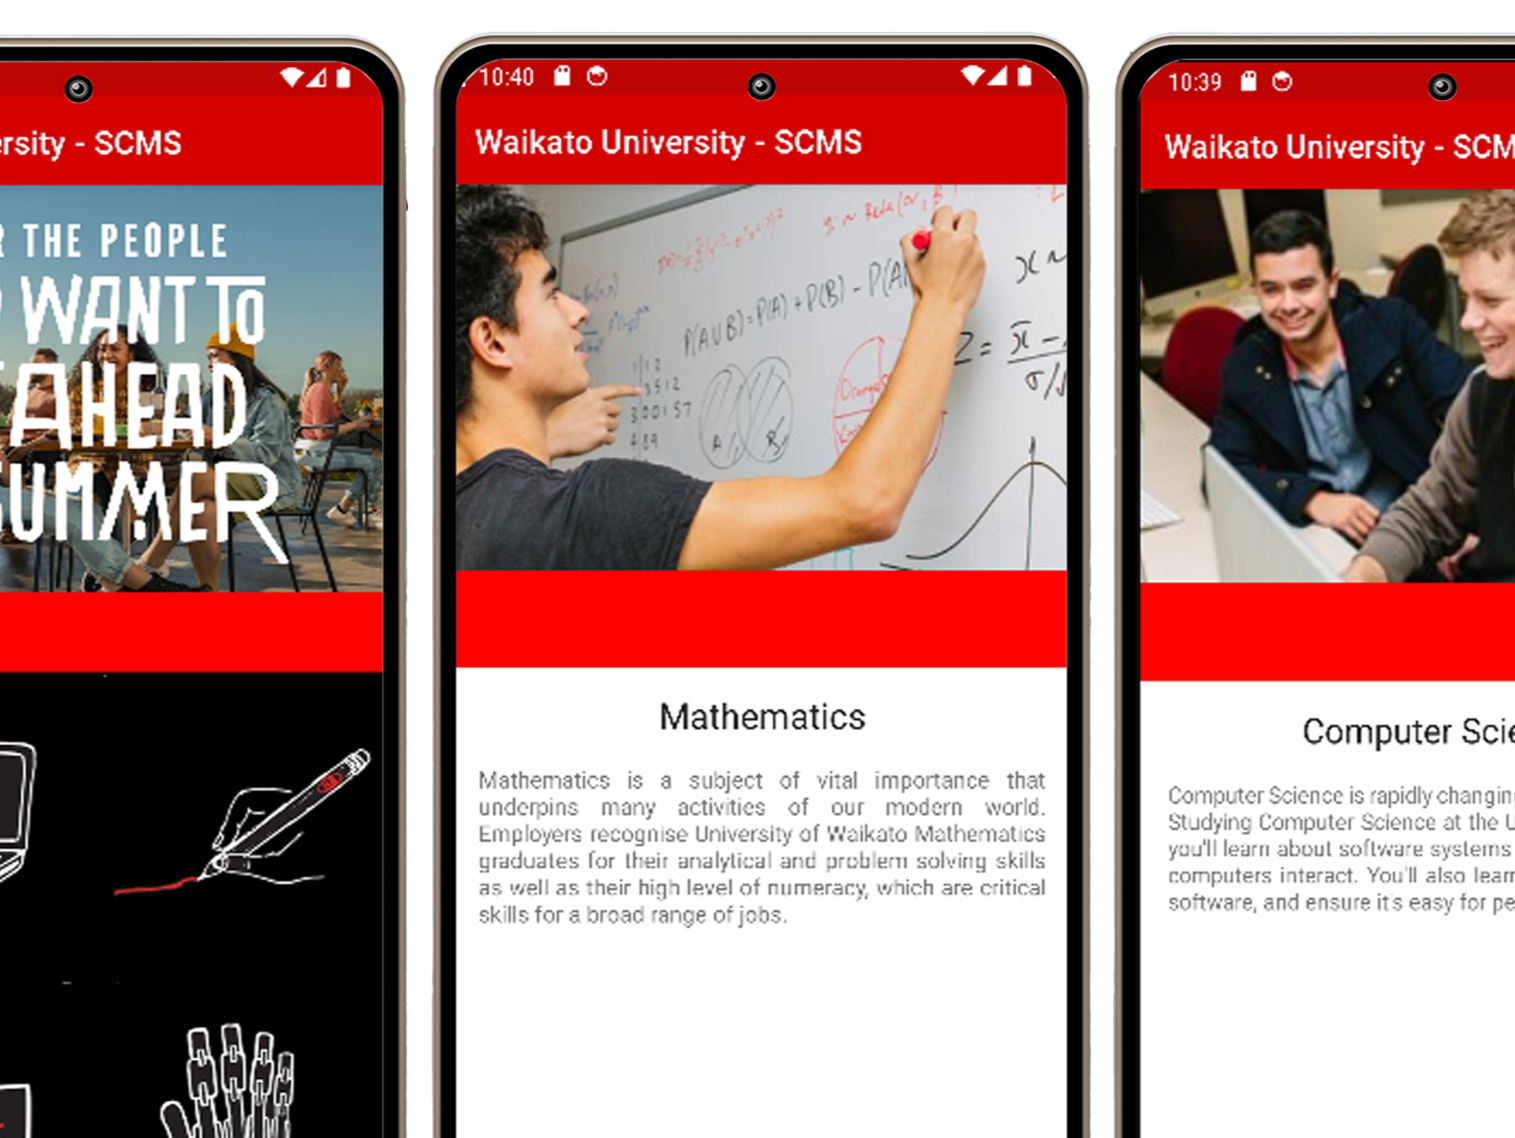 rsity - SCMS
R THE PEOPLE
WANT TO
AHEAD
SUMMER
10:40
Waikato University - SCMS
P(A∪B)=P(A)+P(B)-P(A
A
B
Mathematics
Mathematics is a subject of vital importance that
underpins many activities of our modern world.
Employers recognise University of Waikato Mathematics
graduates for their analytical and problem solving skills
as well as their high level of numeracy, which are critical
skills for a broad range of jobs.
10:39
Waikato University - SCM
Computer Scie
Computer Science is rapidly changing
Studying Computer Science at the U
you'll learn about software systems
computers interact. You'll also learn
software, and ensure it's easy for pe